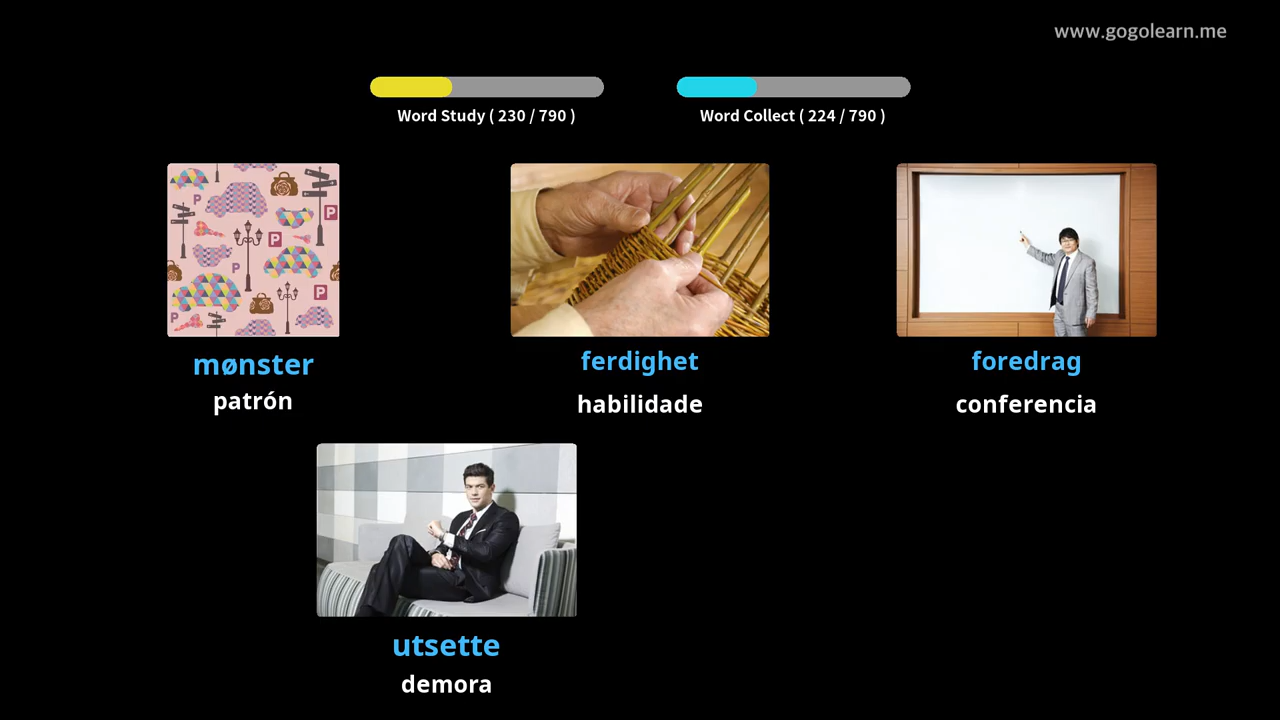 www.gogolearn.me
Word Study ( 230 / 790 )
Word Collect ( 224 / 790 )
P
P
P
P
P
P
mønster
patrón
ferdighet
habilidade
foredrag
conferencia
utsette
demora